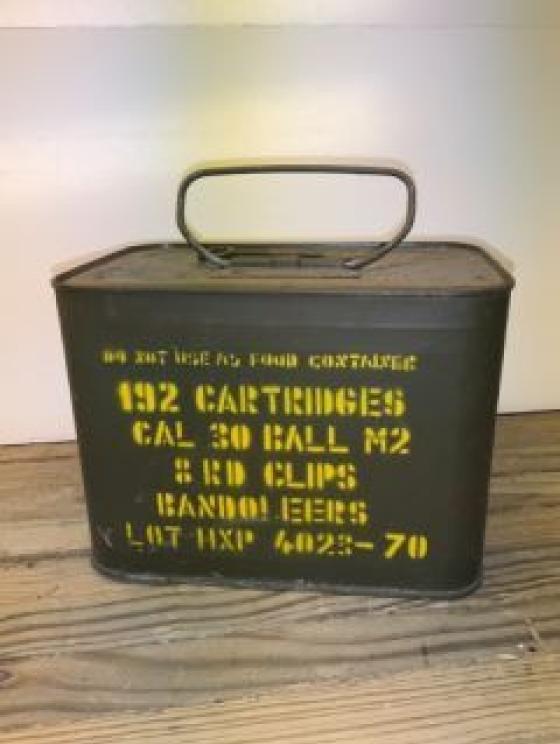 DO NOT USE AS FOOD CONTAINER
192 CARTRIDGES
CAL 30 BALL M2
8 RD CLIPS
BANDOLEERS
LOT HXP 4023-70